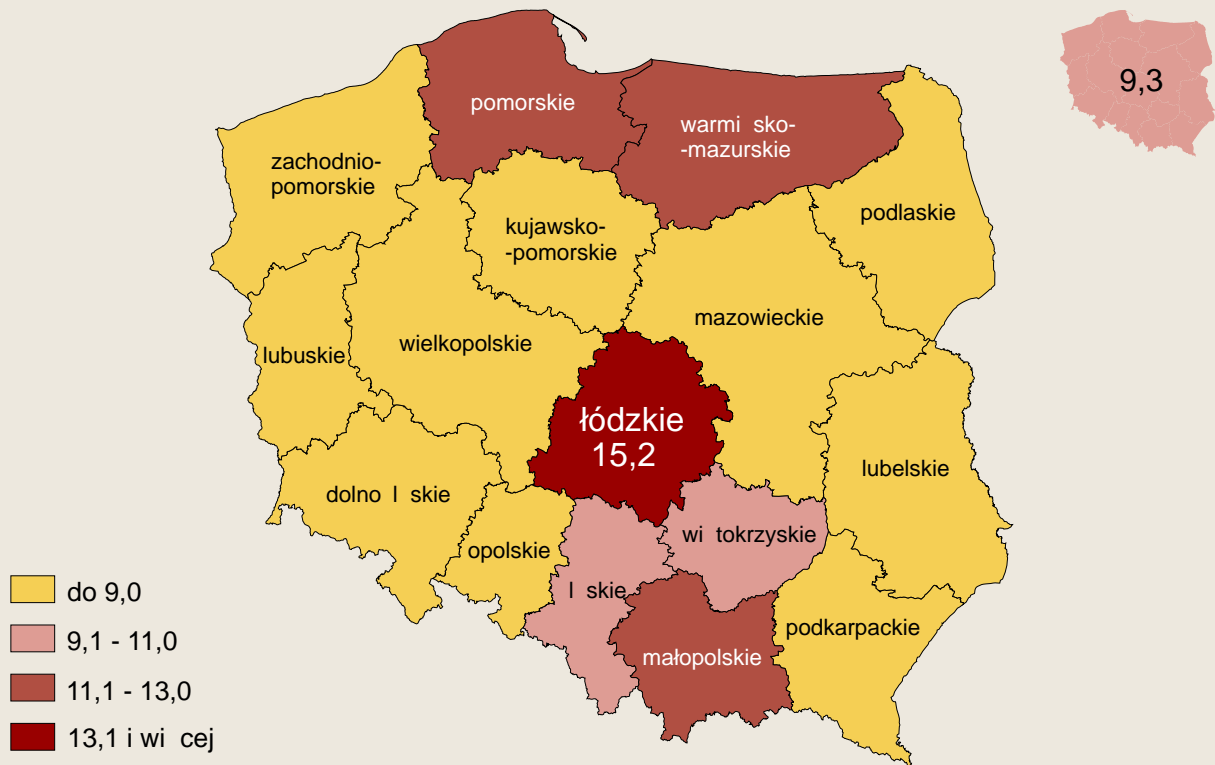 9,3
pomorskie
warmi sko-
-mazurskie
zachodnio-
pomorskie
podlaskie
kujawsko-
-pomorskie
mazowieckie
wielkopolskie
lubuskie
łódzkie
15,2
lubelskie
dolno l skie
wi tokrzyskie
opolskie
l skie
podkarpackie
małopolskie
do 9,0
9,1 - 11,0
11,1 - 13,0
13,1 i wi cej